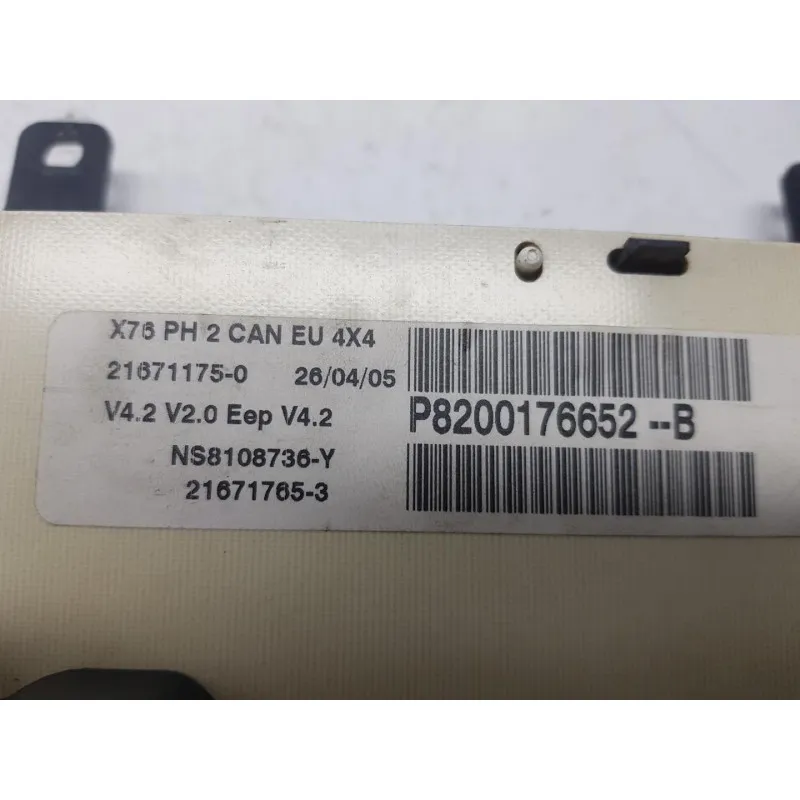 X76 PH 2 CAN EU 4X4
21671175-0 26/04/05
V4.2 V2.0 Eep V4.2
NS8108736-Y
21671765-3
P8200176652--B